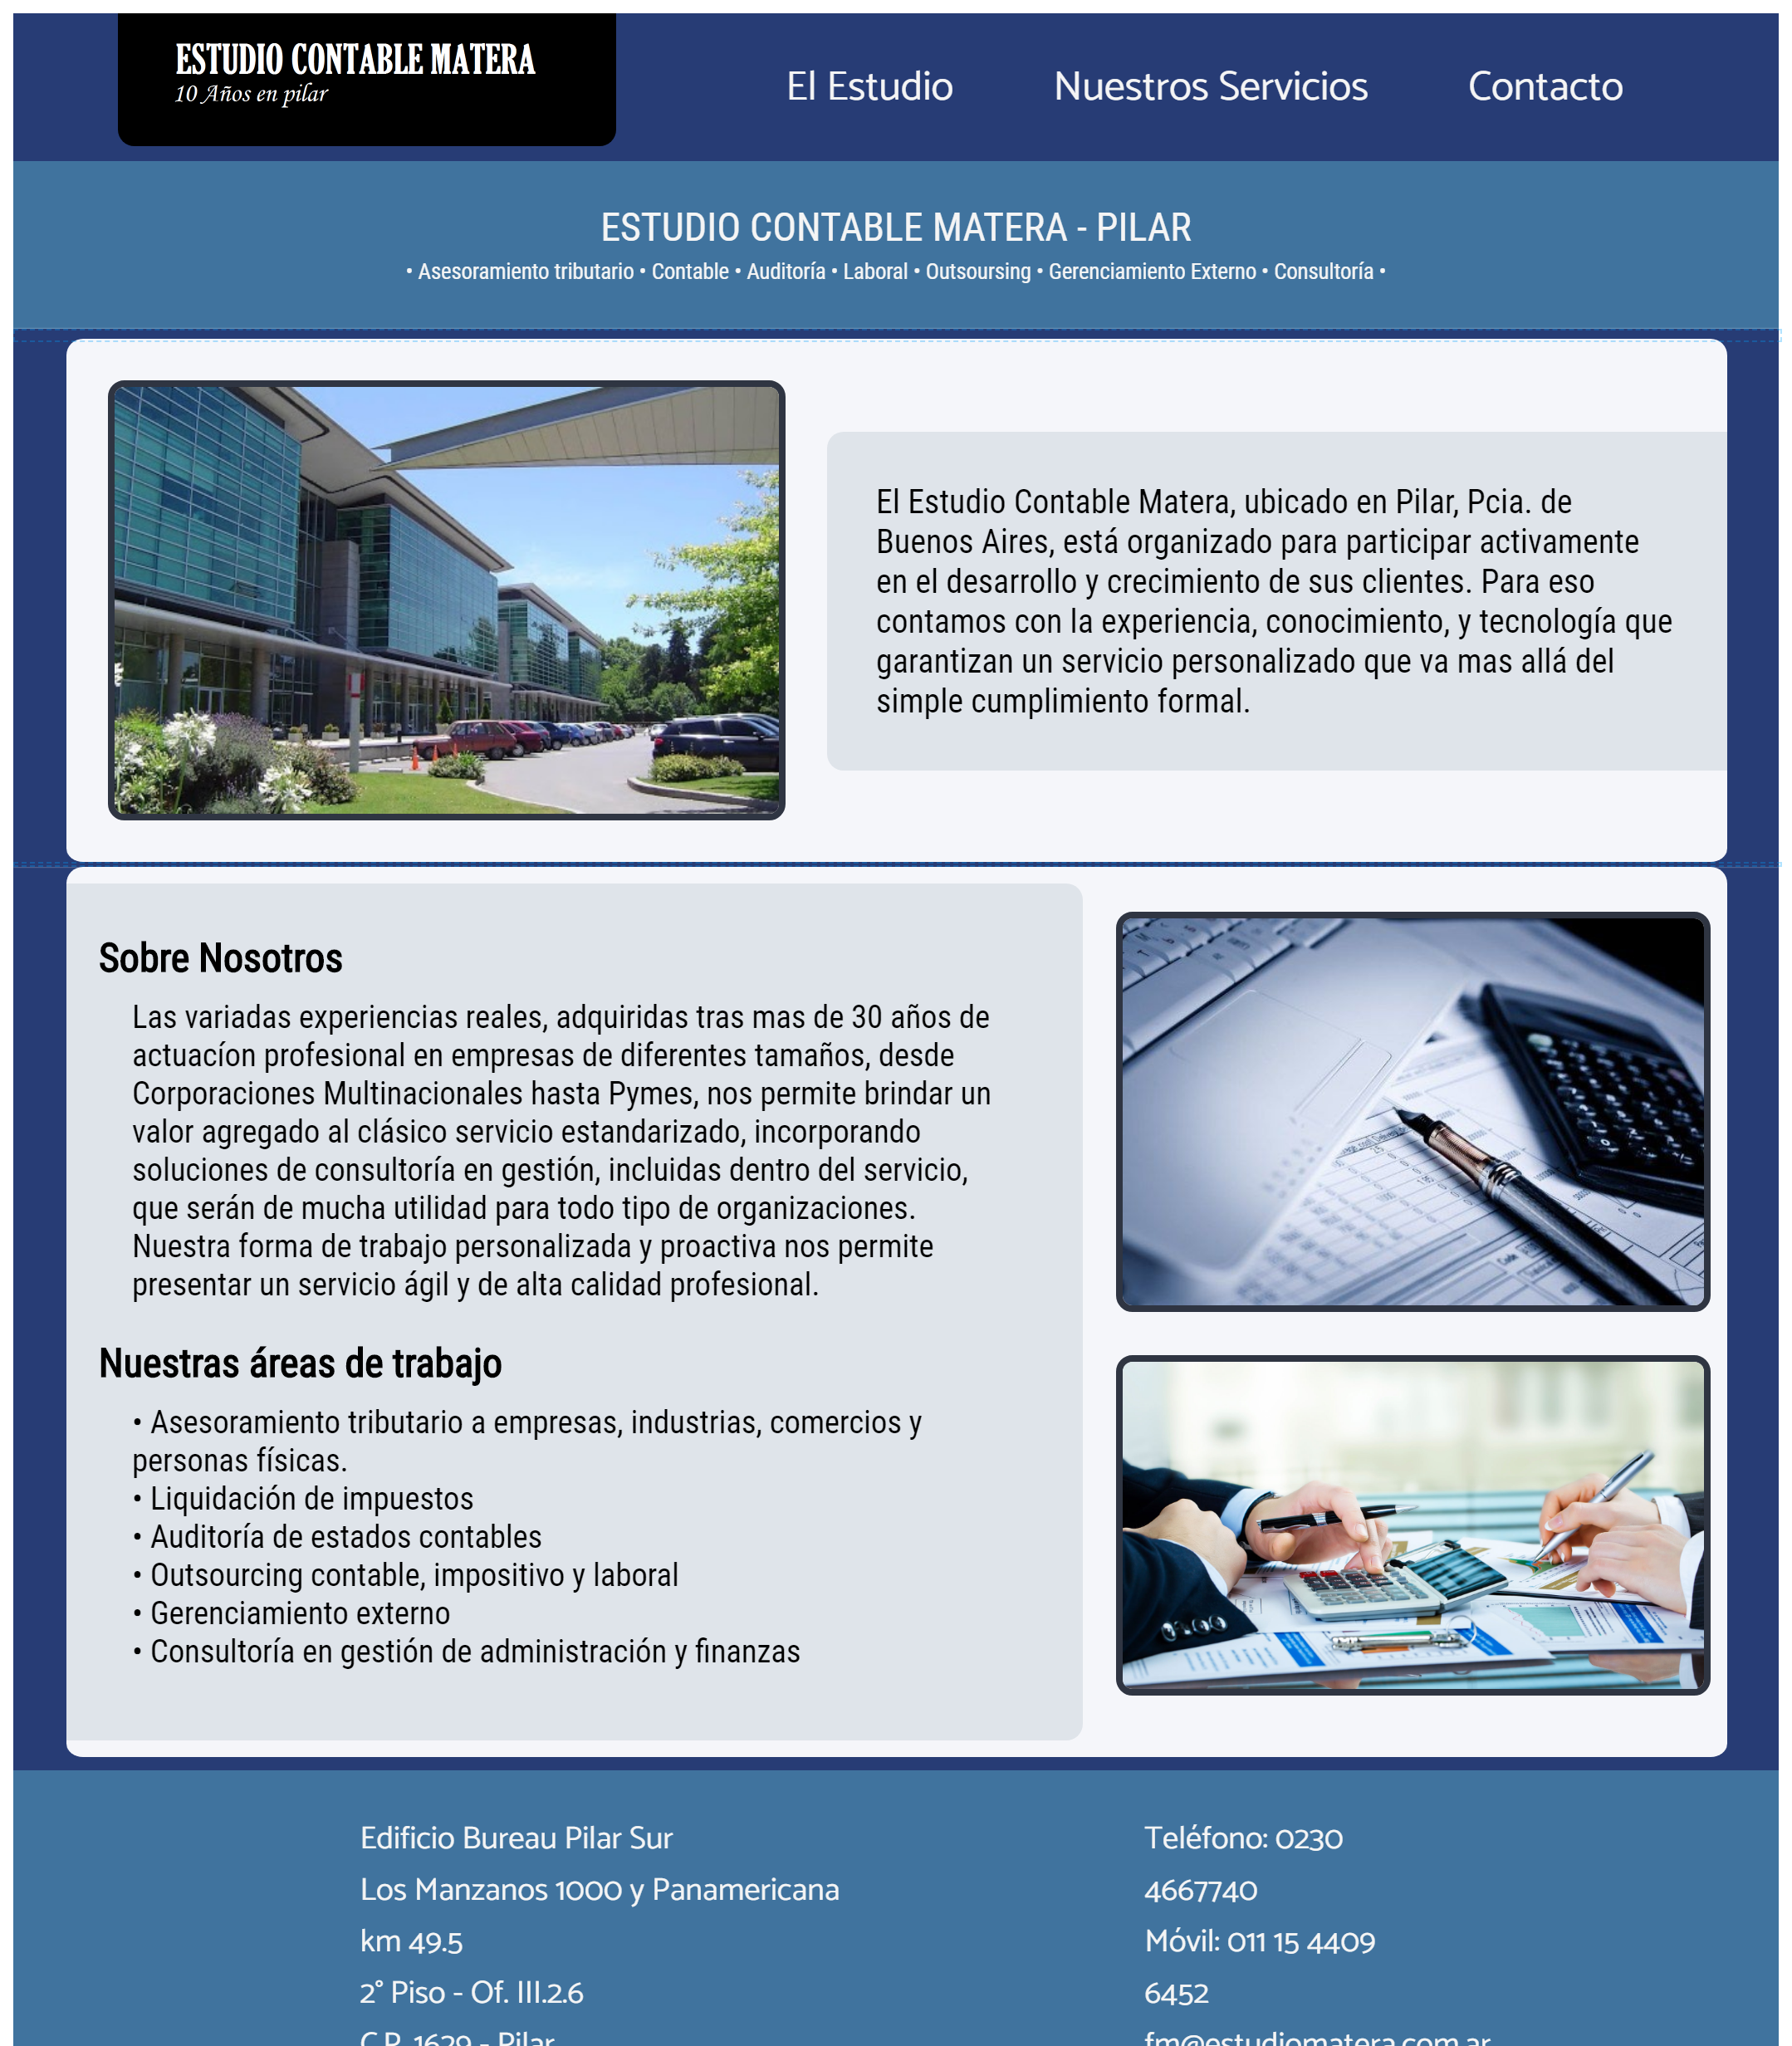 ESTUDIO CONTABLE MATERA
10 Años en pilar
El Estudio
Nuestros Servicios
Contacto
ESTUDIO CONTABLE MATERA - PILAR
• Asesoramiento tributario • Contable • Auditoría • Laboral • Outsoursing • Gerenciamiento Externo • Consultoría •
El Estudio Contable Matera, ubicado en Pilar, Pcia. de
Buenos Aires, está organizado para participar activamente
en el desarrollo y crecimiento de sus clientes. Para eso
contamos con la experiencia, conocimiento, y tecnología que
garantizan un servicio personalizado que va mas allá del
simple cumplimiento formal.
Sobre Nosotros
Las variadas experiencias reales, adquiridas tras mas de 30 años de
actuacíon profesional en empresas de diferentes tamaños, desde
Corporaciones Multinacionales hasta Pymes, nos permite brindar un
valor agregado al clásico servicio estandarizado, incorporando
soluciones de consultoría en gestión, incluidas dentro del servicio,
que serán de mucha utilidad para todo tipo de organizaciones.
Nuestra forma de trabajo personalizada y proactiva nos permite
presentar un servicio ágil y de alta calidad profesional.
Nuestras áreas de trabajo
• Asesoramiento tributario a empresas, industrias, comercios y
personas físicas.
• Liquidación de impuestos
• Auditoría de estados contables
• Outsourcing contable, impositivo y laboral
• Gerenciamiento externo
• Consultoría en gestión de administración y finanzas
Edificio Bureau Pilar Sur
Los Manzanos 1000 y Panamericana
km 49.5
2° Piso - Of. III.2.6
C.P. 1629 - Pilar
Teléfono: 0230
4667740
Móvil: 011 15 4409
6452
fm@estudiomatera.com.ar